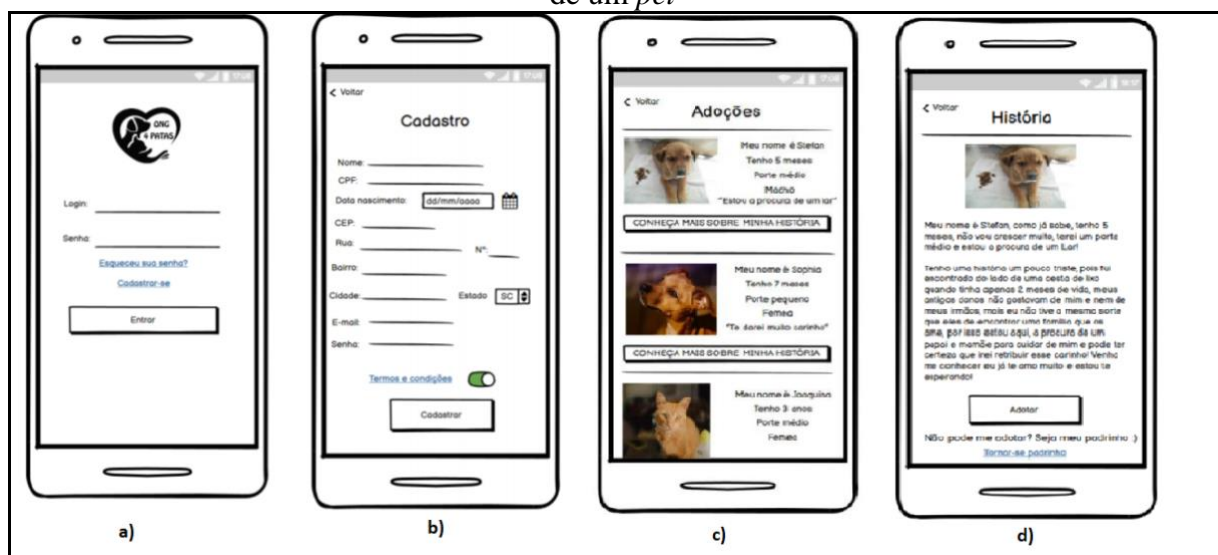 de um pet
ONG
4 PATAS
Login:
Senha:
Esqueceu sua senha?
Cadastrar-se
Entrar
a)
< Voltar
Cadastro
Nome:
CPF:
Data nascimento: dd/mm/aaaa
CEP:
Rua: Nº:
Bairro:
Cidade: Estado SC
E-mail:
Senha:
Termos e condições
Cadastrar
b)
< Voltar
Adoções
Meu nome é Stefan
Tenho 5 meses
Porte médio
Macho
"Estou a procura de um lar"
CONHEÇA MAIS SOBRE MINHA HISTÓRIA
Meu nome é Sophia
Tenho 7 meses
Porte pequeno
Femea
"Te darei muito carinho"
CONHEÇA MAIS SOBRE MINHA HISTÓRIA
Meu nome é Joaquina
Tenho 3 anos
Porte médio
Femea
c)
< Voltar
História
Meu nome é Stefan, como já sabe, tenho 5
meses, não vou crescer muito, terei um porte
médio e estou a procura de um Lar!
Tenho uma história um pouco triste, pois fui
encontrado do lado de uma cesta de lixo
quando tinha apenas 2 meses de vida, meus
antigos donos não gostavam de mim e nem de
meus irmãos, mais eu não tive a mesma sorte
que eles de encontrar uma família que os
ame, por isso estou aqui, a procura de um
papai e mamãe para cuidar de mim e pode ter
certeza que irei retribuir esse carinho! Venha
me conhecer eu já te amo muito e estou te
esperando!
Adotar
Não pode me adotar? Seja meu padrinho :)
Tornar-se padrinho
d)